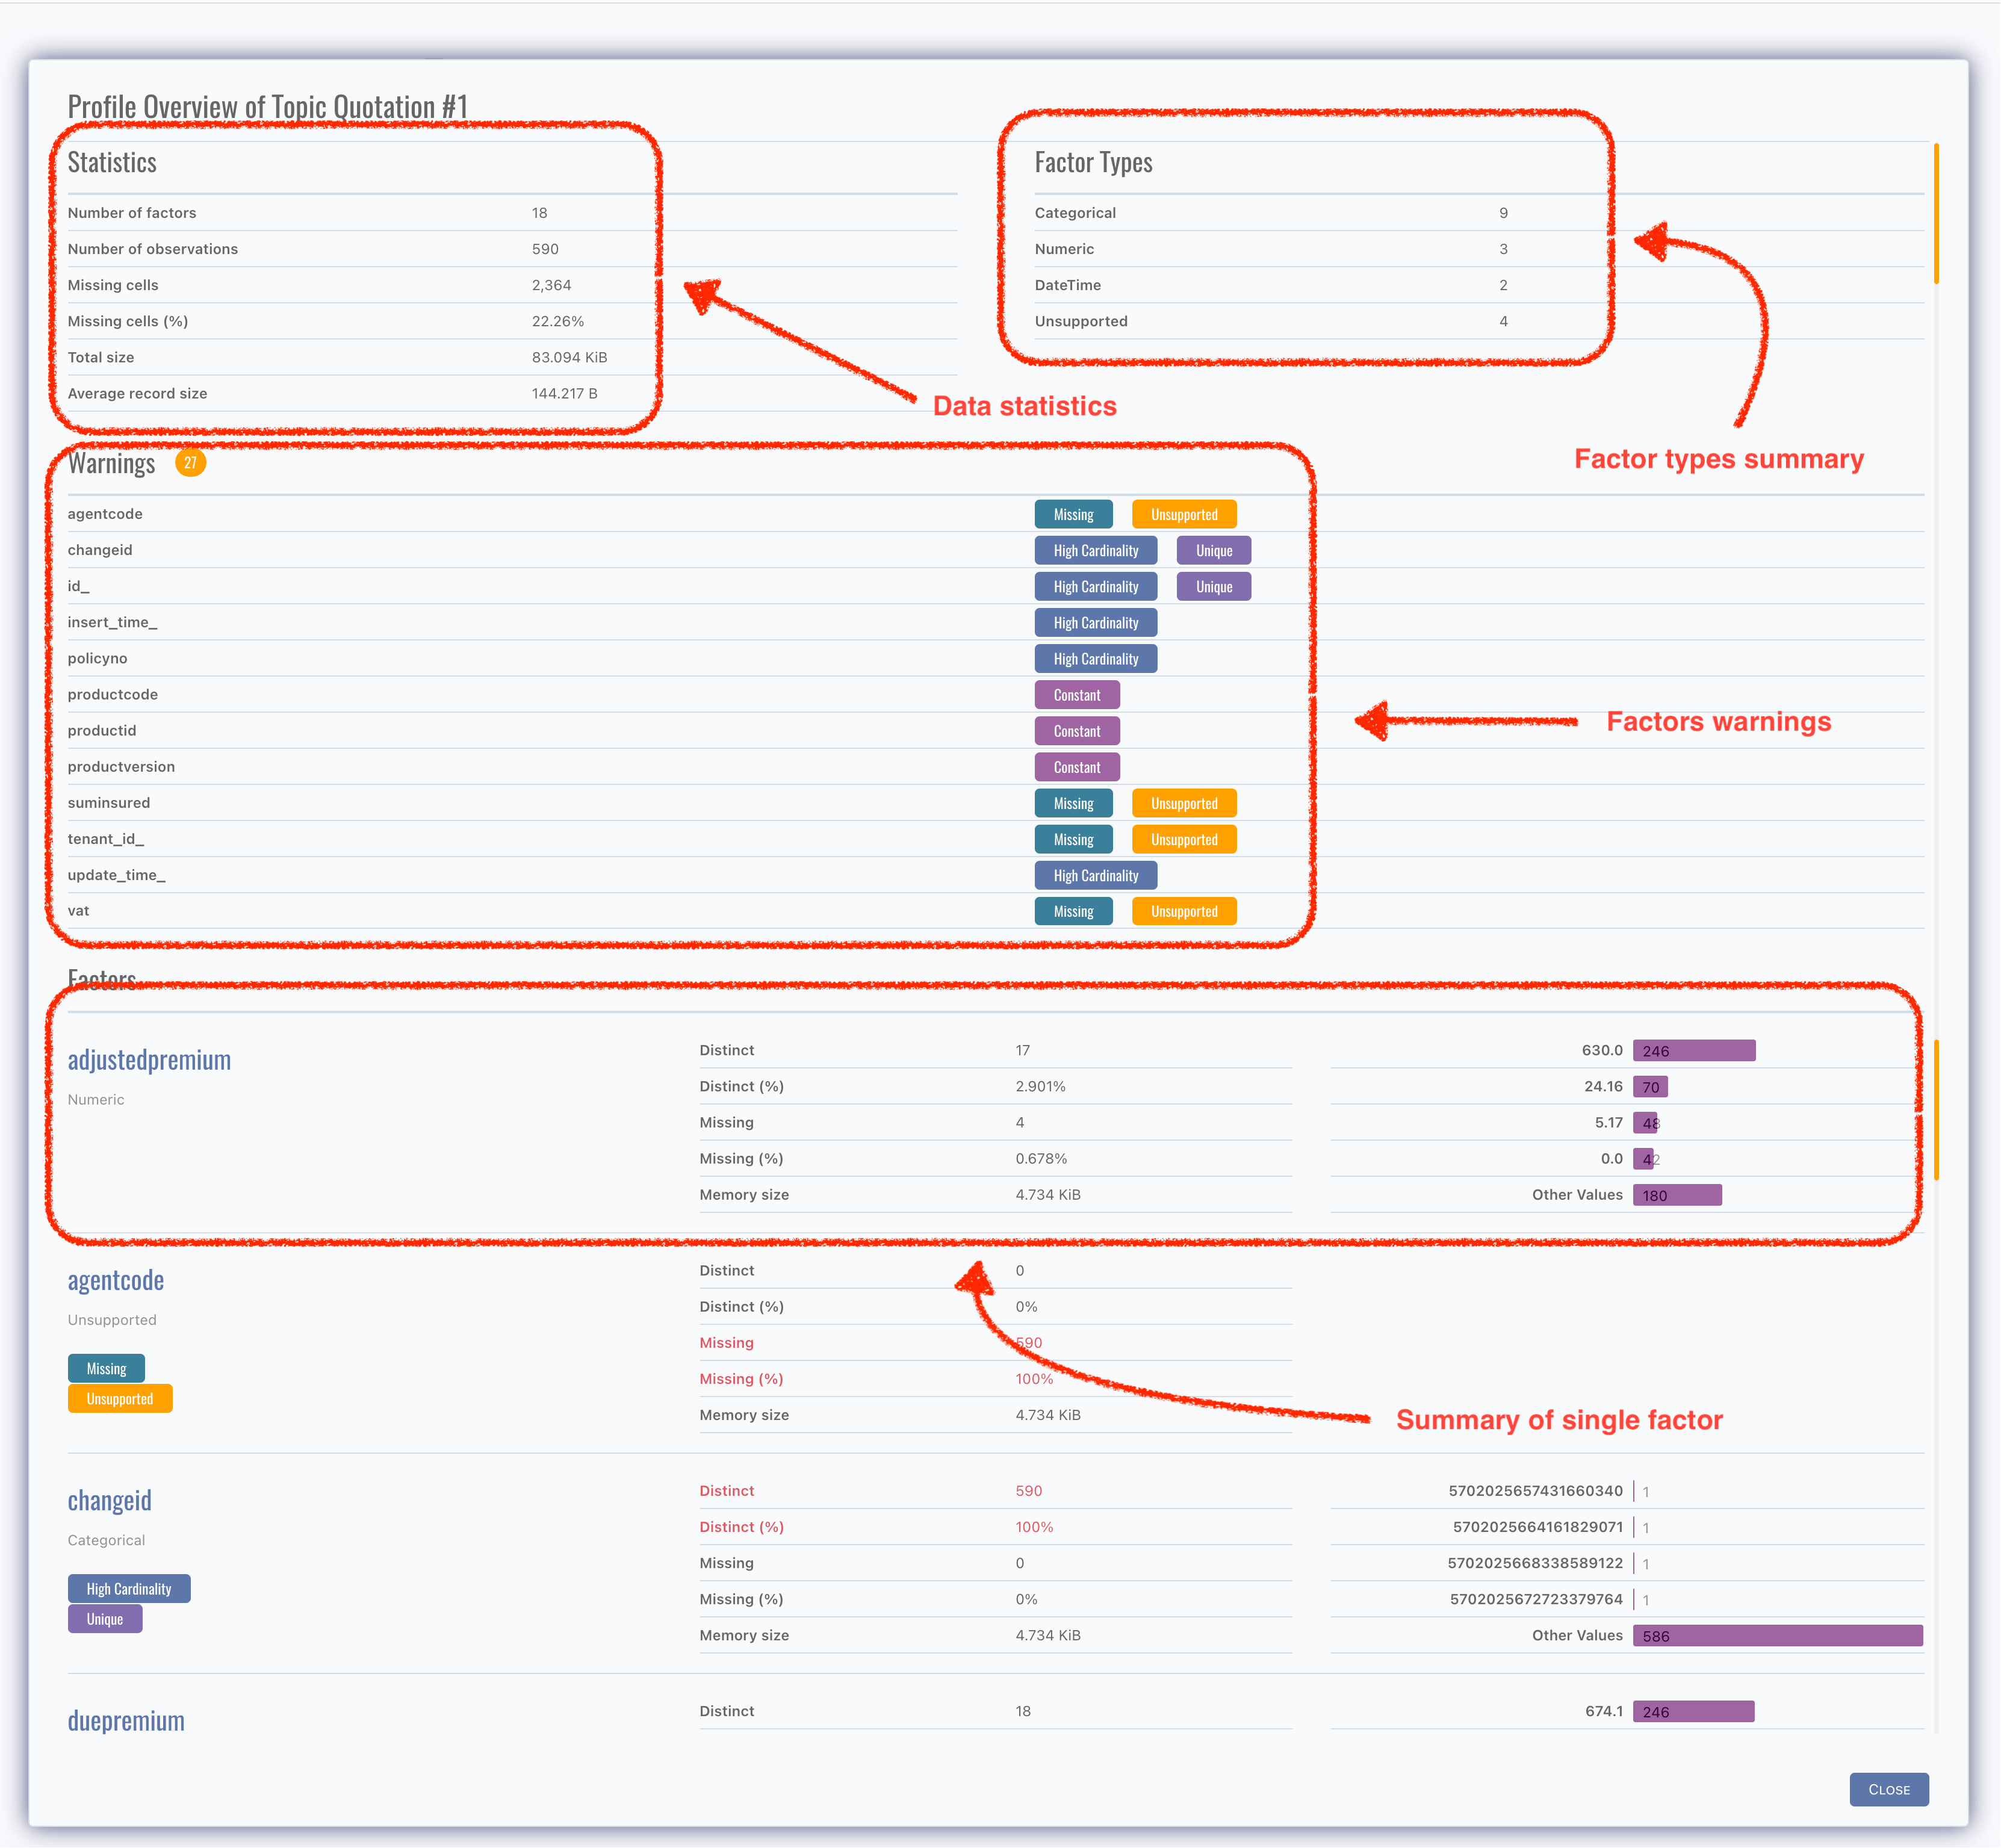 Profile Overview of Topic Quotation #1
Statistics
Number of factors 18
Number of observations 590
Missing cells 2,364
Missing cells (%) 22.26%
Total size 83.094 KiB
Average record size 144.217 B
Data statistics
Factor Types
Categorical 9
Numeric 3
DateTime 2
Unsupported 4
Factor types summary
Warnings 27
agentcode Missing Unsupported
changeid High Cardinality Unique
id_ High Cardinality Unique
insert_time_ High Cardinality
policyno High Cardinality
productcode Constant
productid Constant
productversion Constant
suminsured Missing Unsupported
tenant_id_ Missing Unsupported
update_time_ High Cardinality
vat Missing Unsupported
Factors warnings
Factors
adjustedpremium
Numeric
Distinct 17
Distinct (%) 2.901%
Missing 4
Missing (%) 0.678%
Memory size 4.734 KiB
630.0 246
24.16 70
5.17 48
0.0 42
Other Values 180
agentcode
Unsupported
Missing
Unsupported
Distinct 0
Distinct (%) 0%
Missing 590
Missing (%) 100%
Memory size 4.734 KiB
Summary of single factor
changeid
Categorical
High Cardinality
Unique
Distinct 590
Distinct (%) 100%
Missing 0
Missing (%) 0%
Memory size 4.734 KiB
5702025657431660340 1
5702025664161829071 1
5702025668338589122 1
5702025672723379764 1
Other Values 586
duepremium
Distinct 18
674.1 246
CLOSE